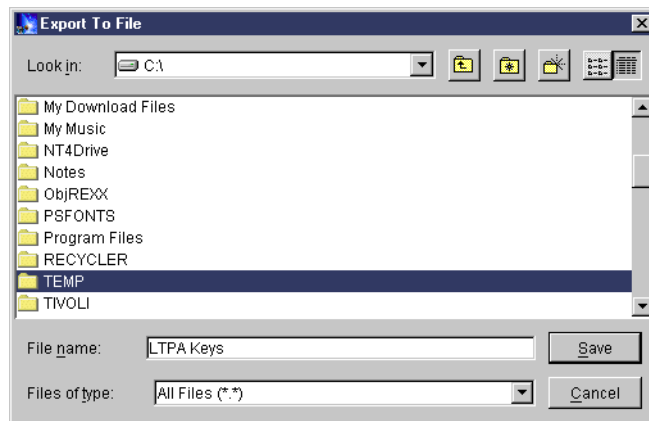 Export To File
Look in: C:\
My Download Files
My Music
NT4Drive
Notes
ObjREXX
PSFONTS
Program Files
RECYCLER
TEMP
TIVOLI
File name: LTPA Keys Save
Files of type: All Files (*.*) Cancel